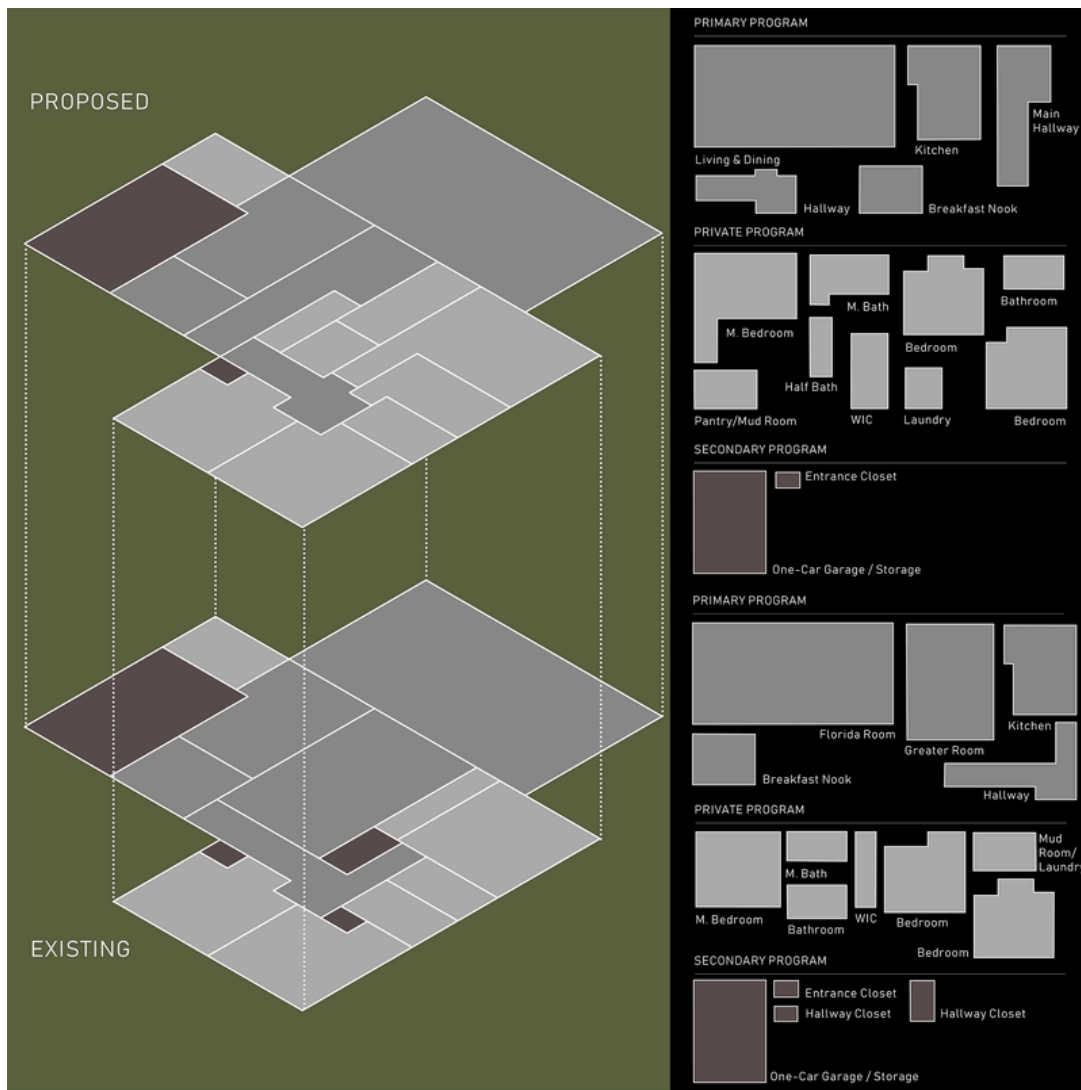 PROPOSED
EXISTING
PRIMARY PROGRAM
Living & Dining
Kitchen
Main
Hallway
Hallway
Breakfast Nook
PRIVATE PROGRAM
M. Bedroom
M. Bath
Bedroom
Bathroom
Half Bath
Pantry/Mud Room
WIC
Laundry
Bedroom
SECONDARY PROGRAM
Entrance Closet
One-Car Garage / Storage
PRIMARY PROGRAM
Florida Room
Greater Room
Kitchen
Breakfast Nook
Hallway
PRIVATE PROGRAM
M. Bedroom
M. Bath
Bathroom
WIC
Bedroom
Mud
Room/
Laundry
Bedroom
SECONDARY PROGRAM
Entrance Closet
Hallway Closet
Hallway Closet
One-Car Garage / Storage